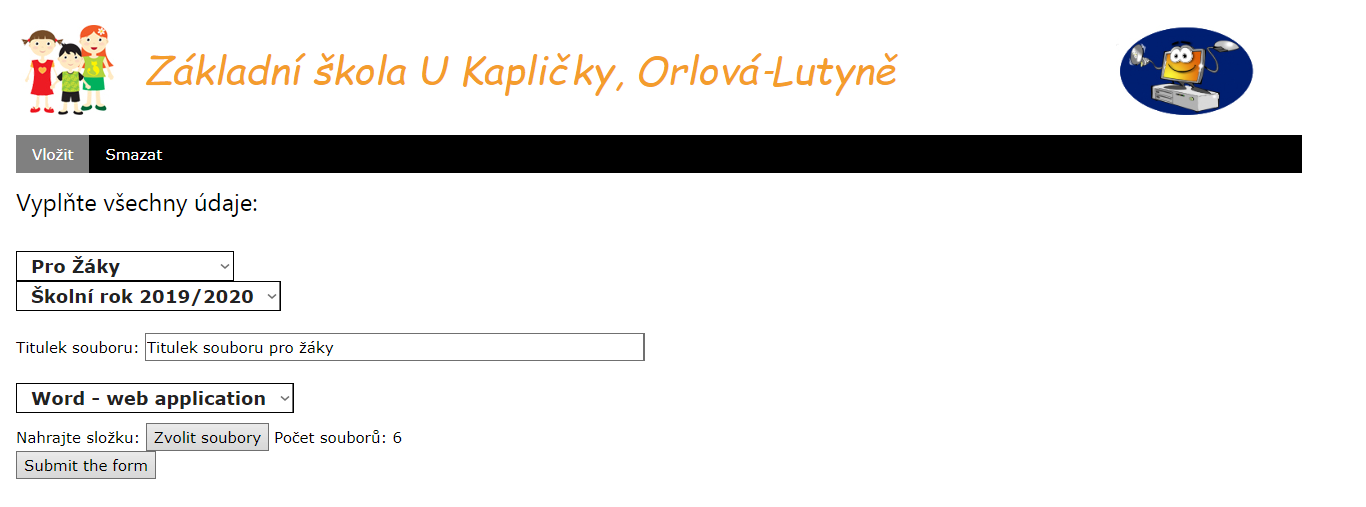 Základní škola U Kapličky, Orlová-Lutyně
Vložit Smazat
Vyplňte všechny údaje:
Pro Žáky
Školní rok 2019/2020
Titulek souboru: Titulek souboru pro žáky
Word - web application
Nahrajte složku: Zvolit soubory Počet souborů: 6
Submit the form